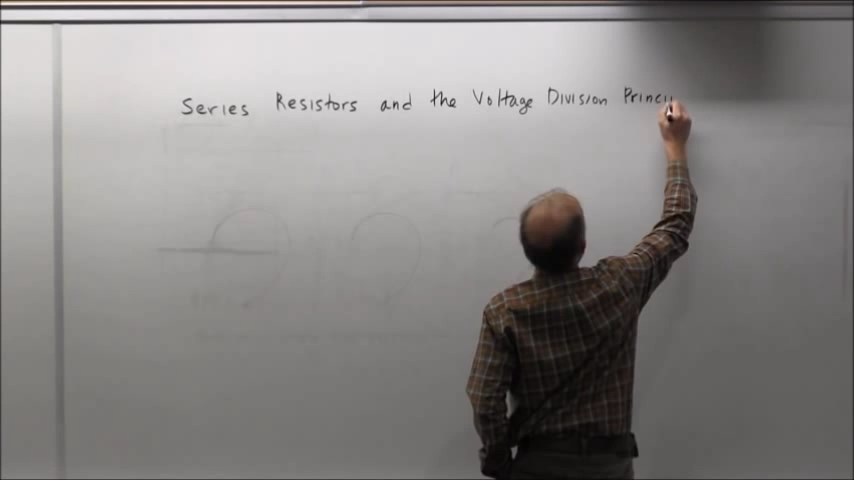 Series Resistors and the Voltage Division Princi